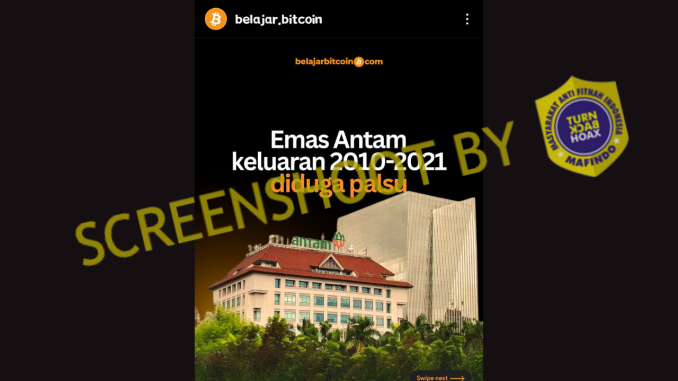 belajar.bitcoin
belajarbitcoin.com
Emas Antam
keluaran 2010-2021
diduga palsu
SCREENSHOOT BY
MASYARAKAT ANTI FITNAH INDONESIA
TURN
BACK
HOAX
MAFINDO
antam
Swipe next